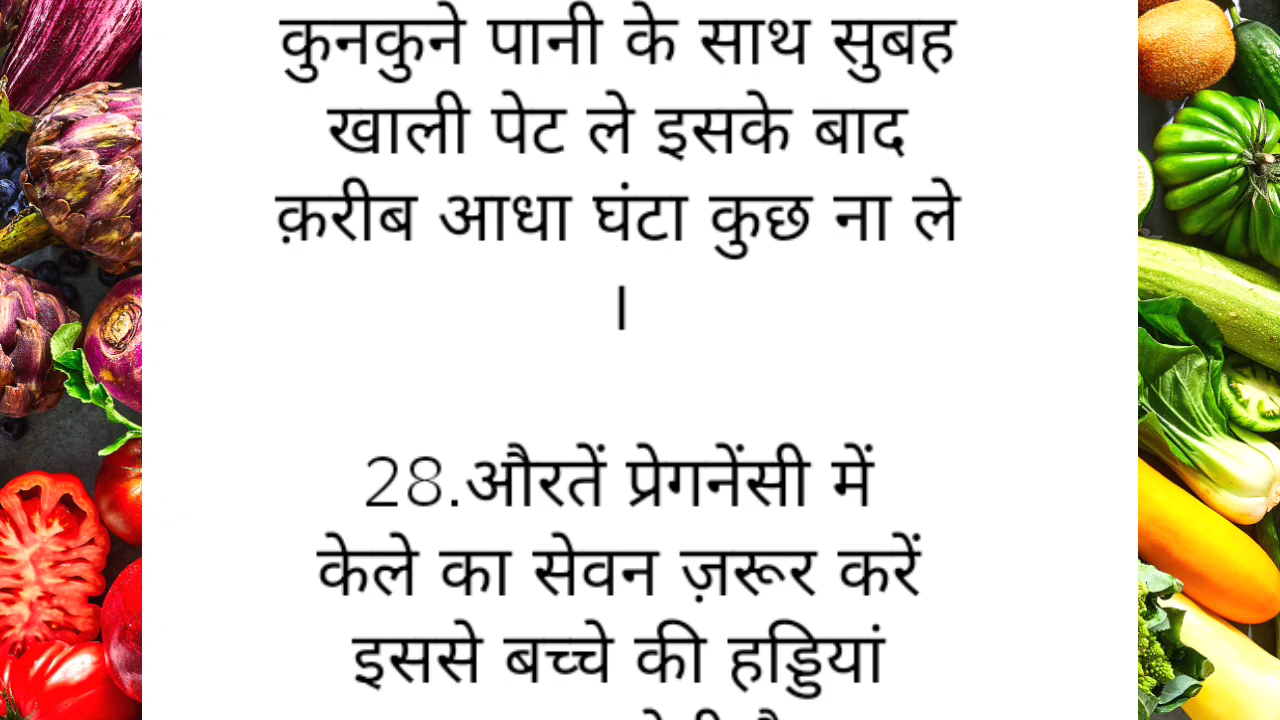 कुनकुने पानी के साथ सुबह
खाली पेट ले इसके बाद
क़रीब आधा घंटा कुछ ना ले
।
28.औरतें प्रेगनेंसी में
केले का सेवन ज़रूर करें
इससे बच्चे की हड्डियां